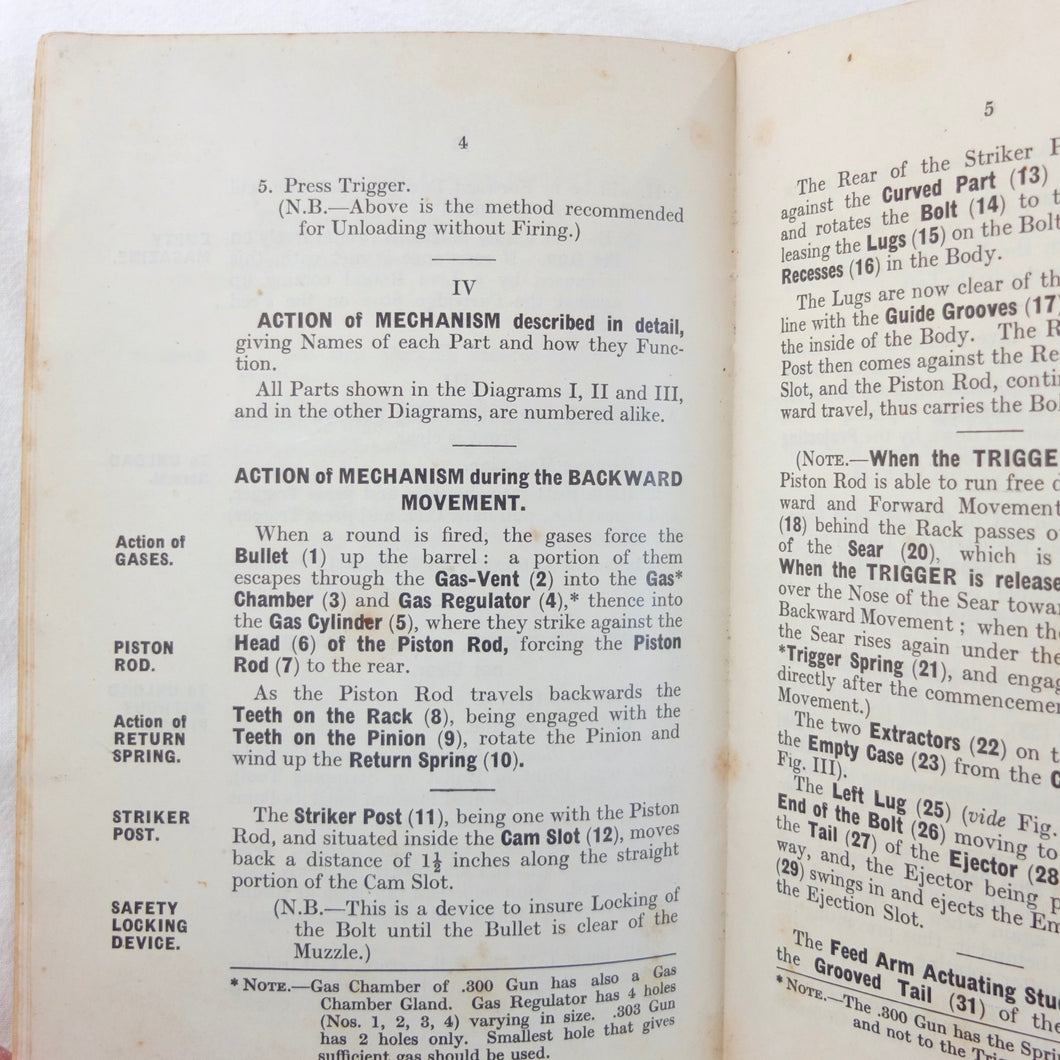 4
5. Press Trigger.
(N.B.—Above is the method recommended
for Unloading without Firing.)
IV
ACTION of MECHANISM described in detail,
giving Names of each Part and how they Func-
tion.
All Parts shown in the Diagrams I, II and III,
and in the other Diagrams, are numbered alike.
ACTION of MECHANISM during the BACKWARD
MOVEMENT.
Action of
GASES.
When a round is fired, the gases force the
Bullet (1) up the barrel : a portion of them
escapes through the Gas-Vent (2) into the Gas*
Chamber (3) and Gas Regulator (4),* thence into
the Gas Cylinder (5), where they strike against the
PISTON
ROD.
Head (6) of the Piston Rod, forcing the Piston
Rod (7) to the rear.
Action of
RETURN
SPRING.
As the Piston Rod travels backwards the
Teeth on the Rack (8), being engaged with the
Teeth on the Pinion (9), rotate the Pinion and
wind up the Return Spring (10).
STRIKER
POST.
The Striker Post (11), being one with the Piston
Rod, and situated inside the Cam Slot (12), moves
back a distance of 1½ inches along the straight
portion of the Cam Slot.
SAFETY
LOCKING
DEVICE.
(N.B.—This is a device to insure Locking of
the Bolt until the Bullet is clear of the
Muzzle.)
* NOTE.—Gas Chamber of .300 Gun has also a Gas
Chamber Gland. Gas Regulator has 4 holes
(Nos. 1, 2, 3, 4) varying in size. .303 Gun
has 2 holes only. Smallest hole that gives
sufficient gas should be used.
5
The Rear of the Striker
against the Curved Part (13)
and rotates the Bolt (14) to
leasing the Lugs (15) on the Bolt
Recesses (16) in the Body.
The Lugs are now clear of
line with the Guide Grooves (17)
the inside of the Body. The
Post then comes against the
Slot, and the Piston Rod,
ward travel, thus carries the
(NOTE.—When the
Piston Rod is able to run free
ward and Forward
(18) behind the Rack passes
of the Sear (20), which is
When the TRIGGER is
over the Nose of the Sear
Backward Movement ; when
the Sear rises again under
*Trigger Spring (21), and
directly after the
Movement.)
The two Extractors (22) on
the Empty Case (23) from the
Fig. III).
The Left Lug (25) (vide Fig.
End of the Bolt (26) moving to
the Tail (27) of the Ejector (28
way, and, the Ejector being
(29) swings in and ejects the
the Ejection Slot.
The Feed Arm Actuating
the Grooved Tail (31) of the
* NOTE.—The .300 Gun has the
and not to the